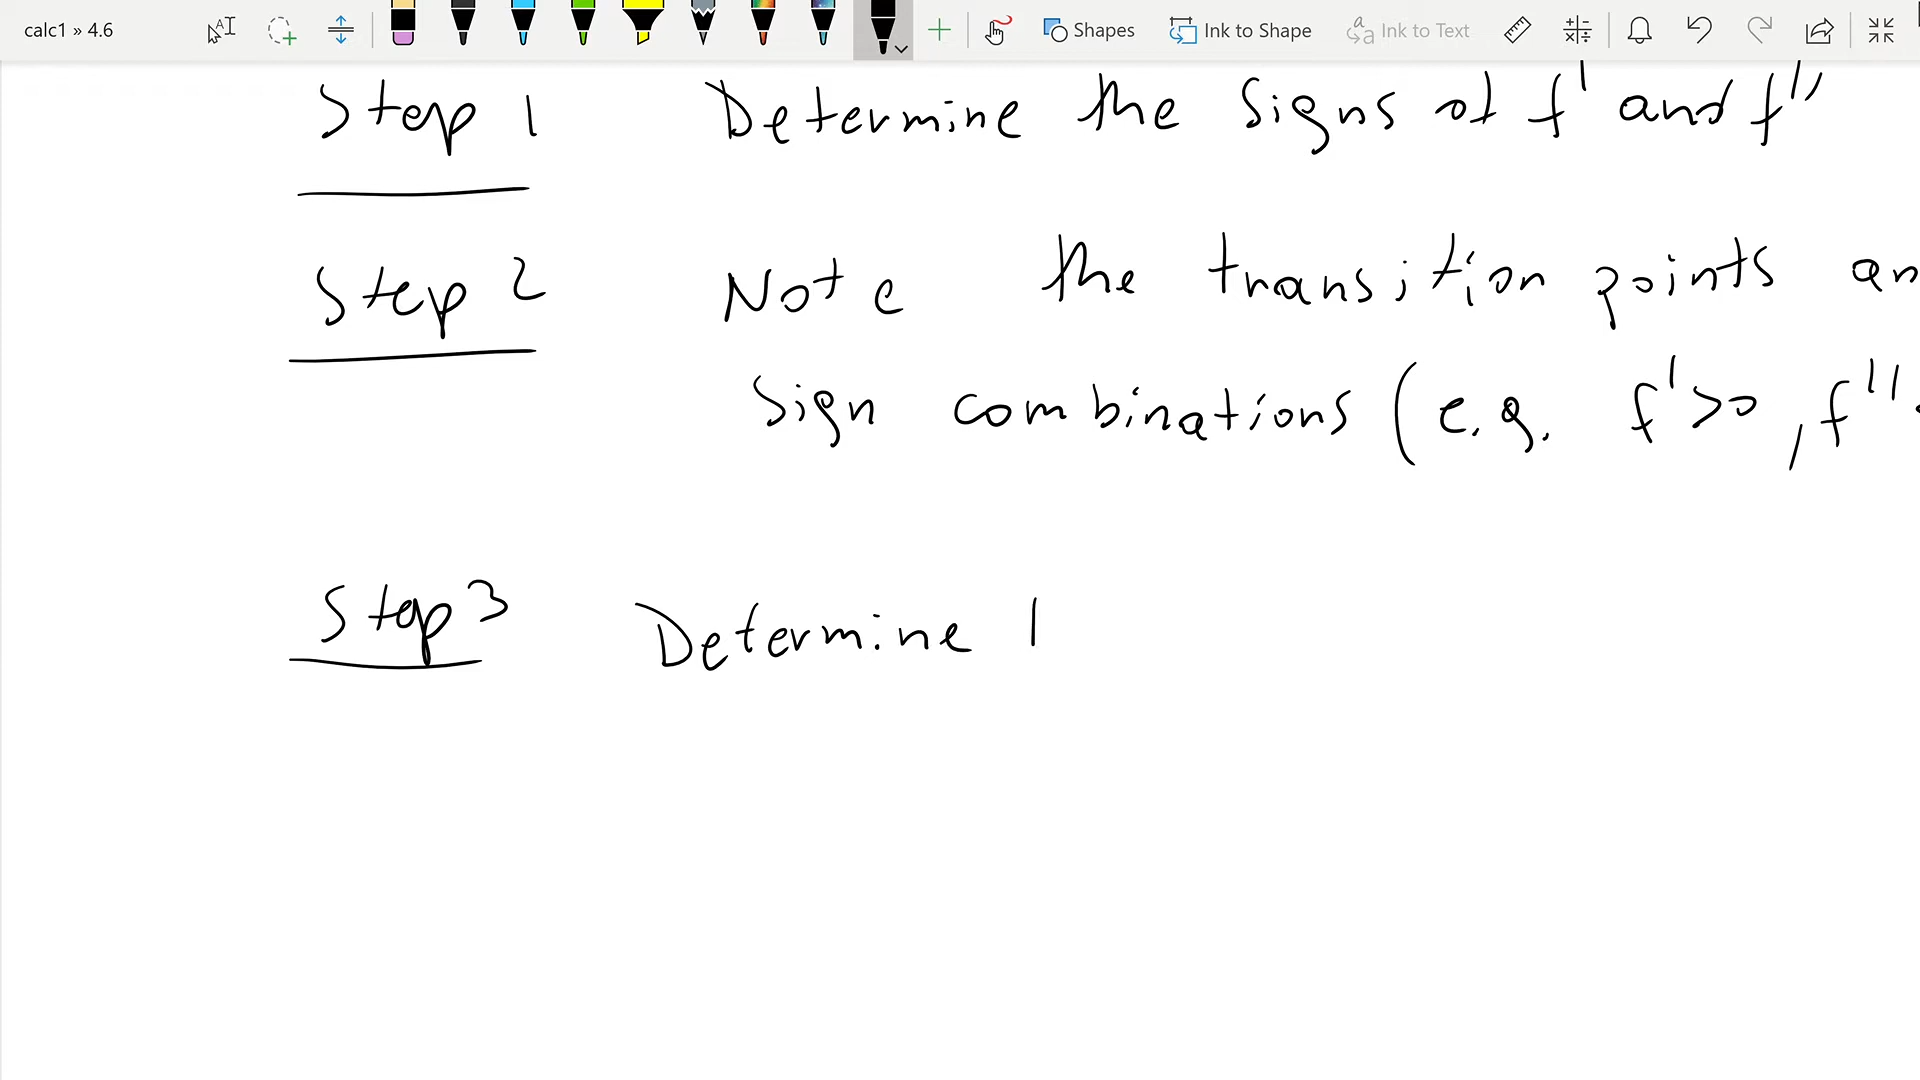 calc1 » 4.6 Shapes Ink to Shape Ink to Text
Step 1 Determine the signs of f' and f''
Step 2 Note the transition points an
sign combinations (e.g. f'>0, f''
Step 3 Determine